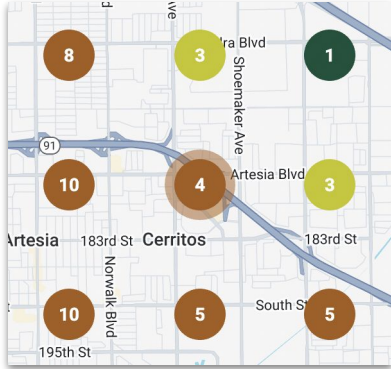 ve
8
3
ra Blvd
1
Shoemaker Ave
91
10
4
Artesia Blvd
3
Artesia
183rd St
Cerritos
183rd St
Norwalk Blvd
10
5
South St
5
195th St